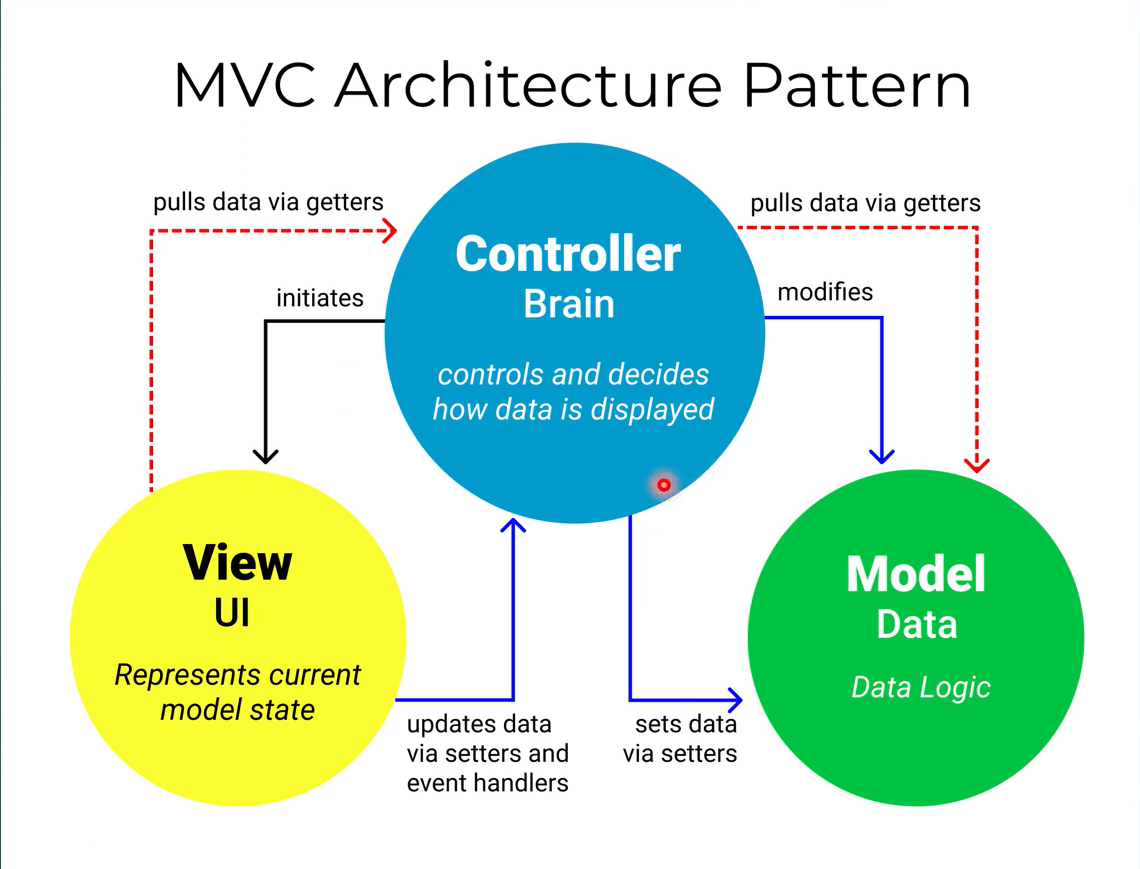 MVC Architecture Pattern
pulls data via getters
pulls data via getters
Controller
Brain
initiates
modifies
controls and decides
how data is displayed
View
UI
Represents current
model state
Model
Data
Data Logic
updates data
via setters and
event handlers
sets data
via setters